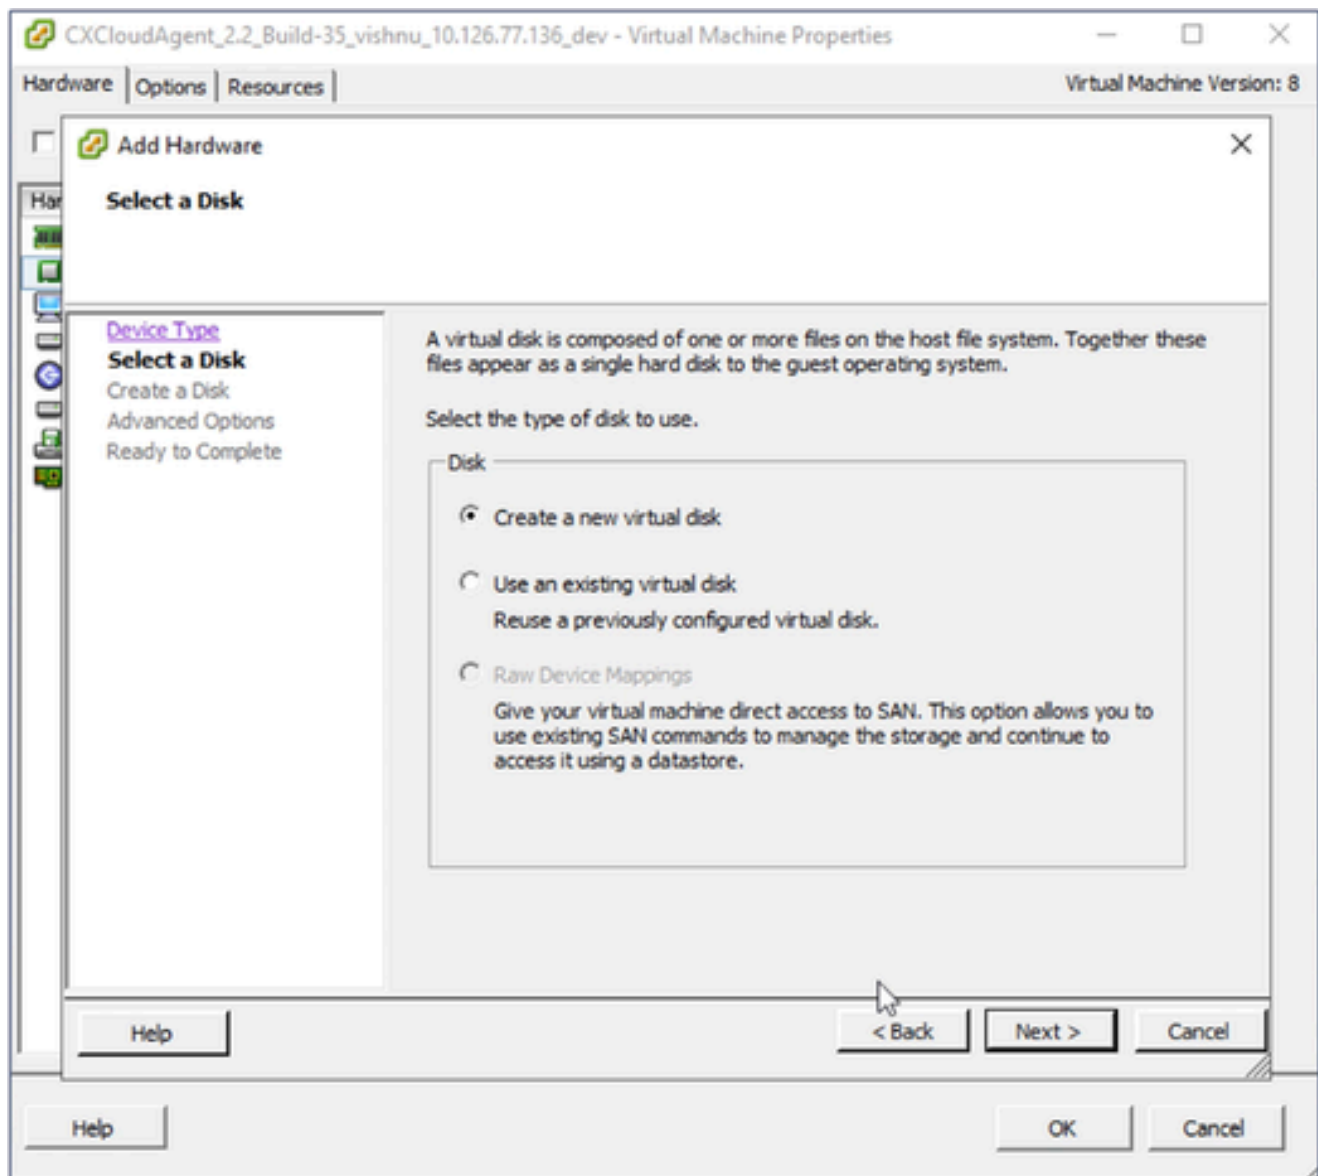 CXCloudAgent_2.2_Build-35_vishnu_10.126.77.136_dev - Virtual Machine Properties
Hardware Options Resources Virtual Machine Version: 8
Add Hardware
Select a Disk
Har
Device Type
Select a Disk
Create a Disk
Advanced Options
Ready to Complete
A virtual disk is composed of one or more files on the host file system. Together these
files appear as a single hard disk to the guest operating system.
Select the type of disk to use.
Disk
Create a new virtual disk
Use an existing virtual disk
Reuse a previously configured virtual disk.
Raw Device Mappings
Give your virtual machine direct access to SAN. This option allows you to
use existing SAN commands to manage the storage and continue to
access it using a datastore.
Help < Back Next > Cancel
Help OK Cancel